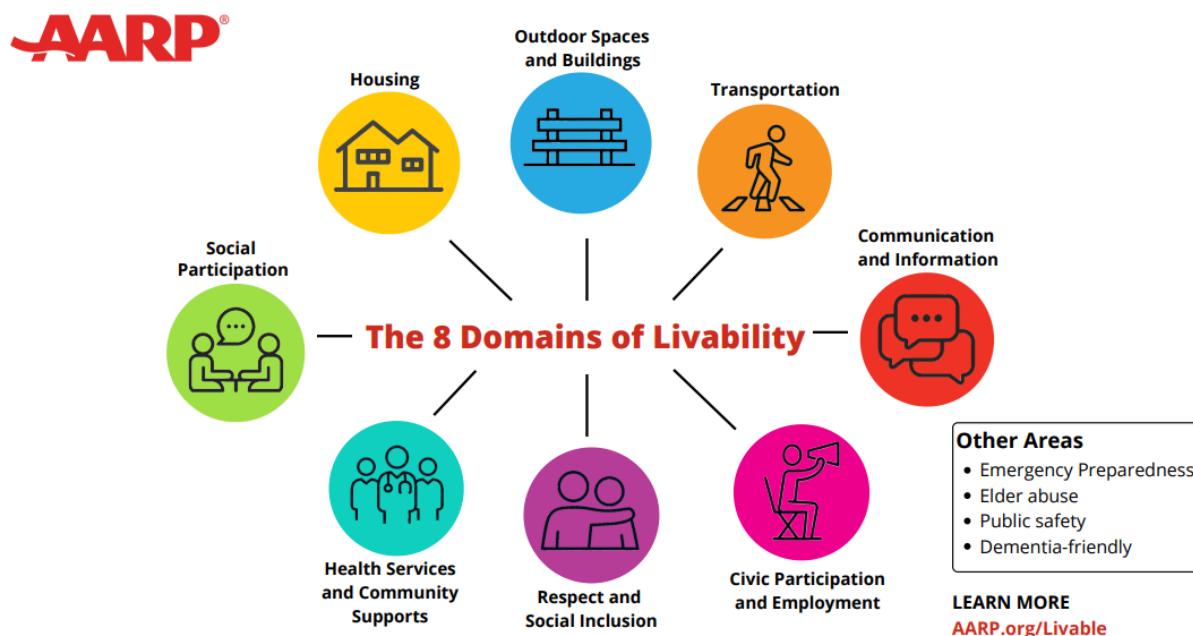 AARP®
Outdoor Spaces
and Buildings
Housing
Transportation
Social
Participation
Communication
and Information
The 8 Domains of Livability
Health Services
and Community
Supports
Respect and
Social Inclusion
Civic Participation
and Employment
Other Areas
• Emergency Preparedness
• Elder abuse
• Public safety
• Dementia-friendly
LEARN MORE
AARP.org/Livable